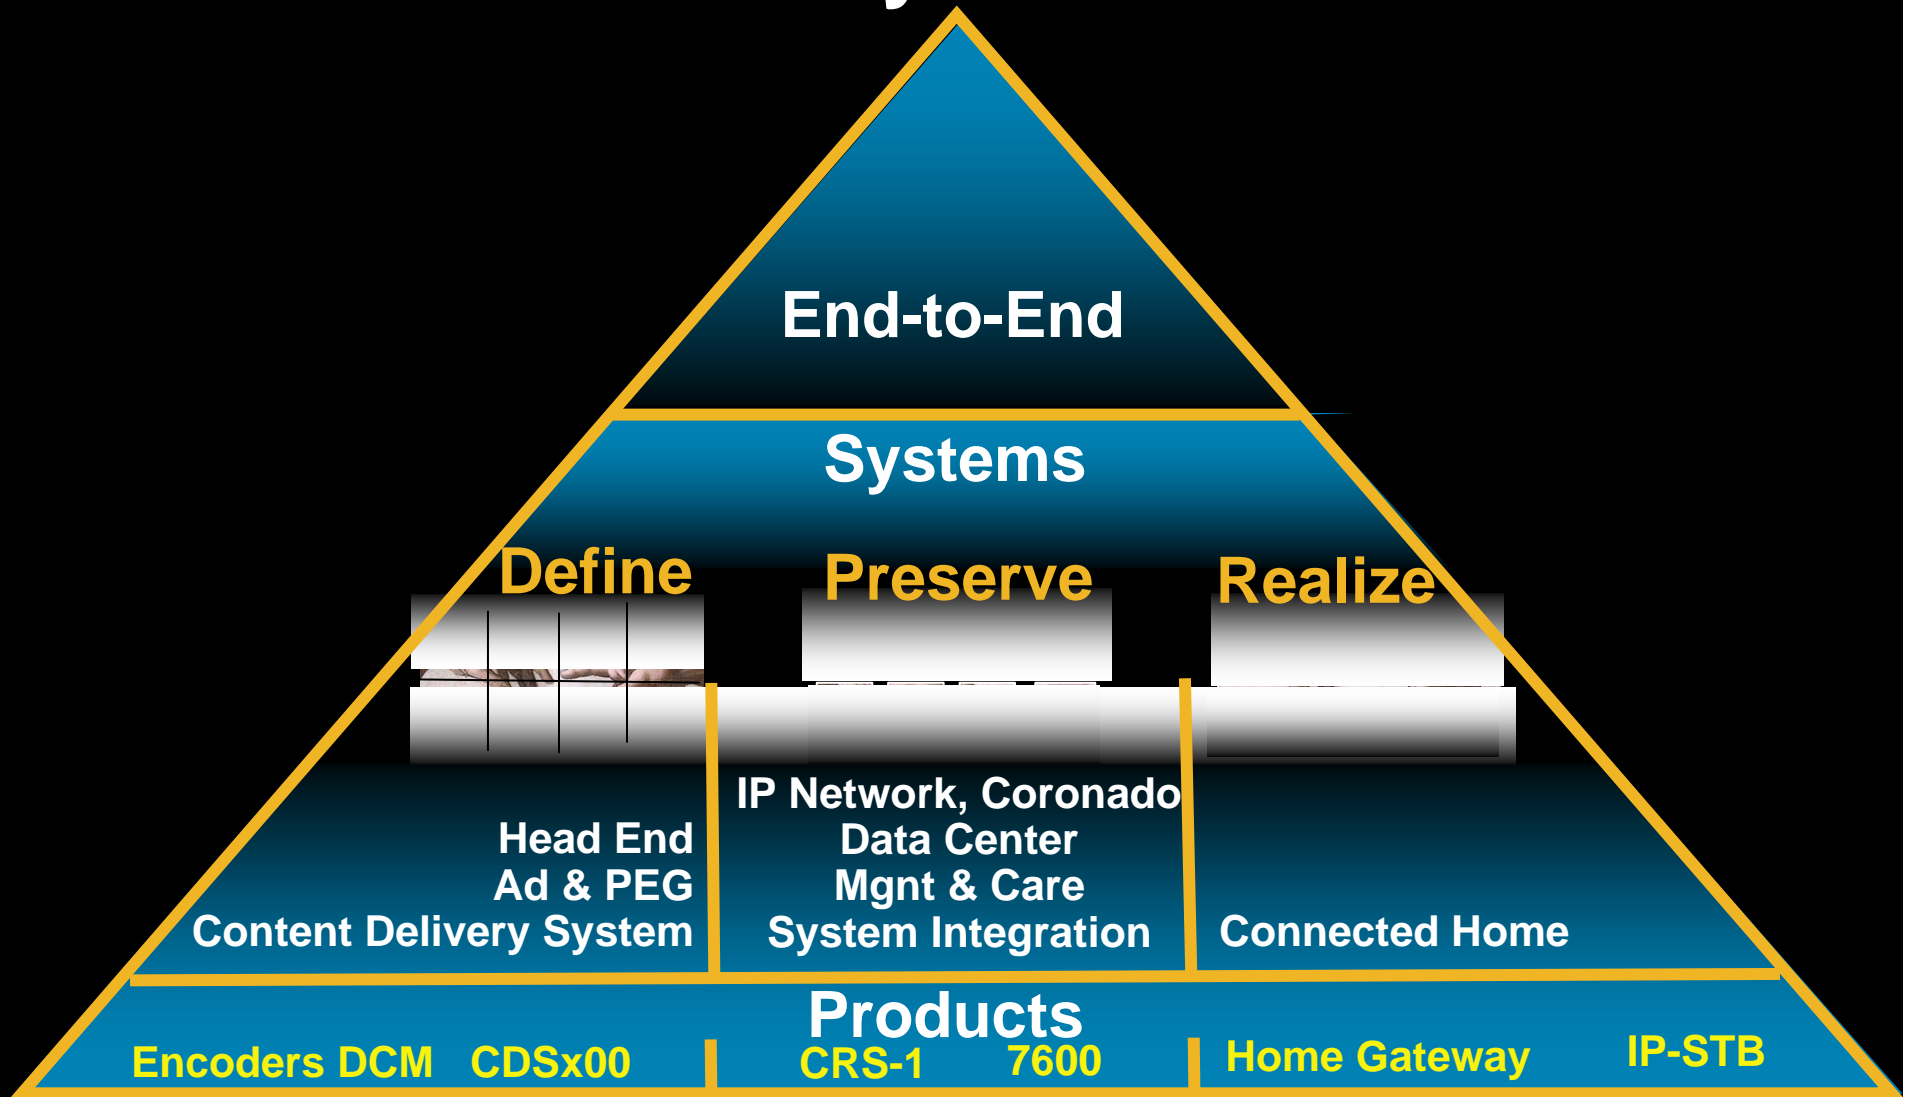 End-to-End
Systems
Define Preserve Realize
IP Network, Coronado
Head End Data Center
Ad & PEG Mgnt & Care
Content Delivery System System Integration Connected Home
Products
Encoders DCM CDSx00 CRS-1 7600 Home Gateway IP-STB